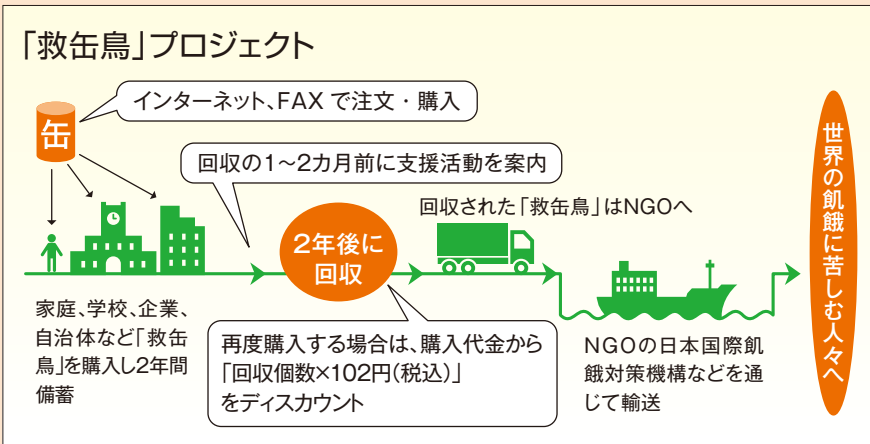 「救缶鳥」プロジェクト
缶
インターネット、FAX で注文・購入
回収の1〜2カ月前に支援活動を案内
回収された「救缶鳥」はNGOへ
2年後に
回収
家庭、学校、企業、
自治体など「救缶
鳥」を購入し2年間
備蓄
再度購入する場合は、購入代金から
「回収個数×102円(税込)」
をディスカウント
NGOの日本国際飢
餓対策機構などを通
じて輸送
世界の飢餓に苦しむ人々へ